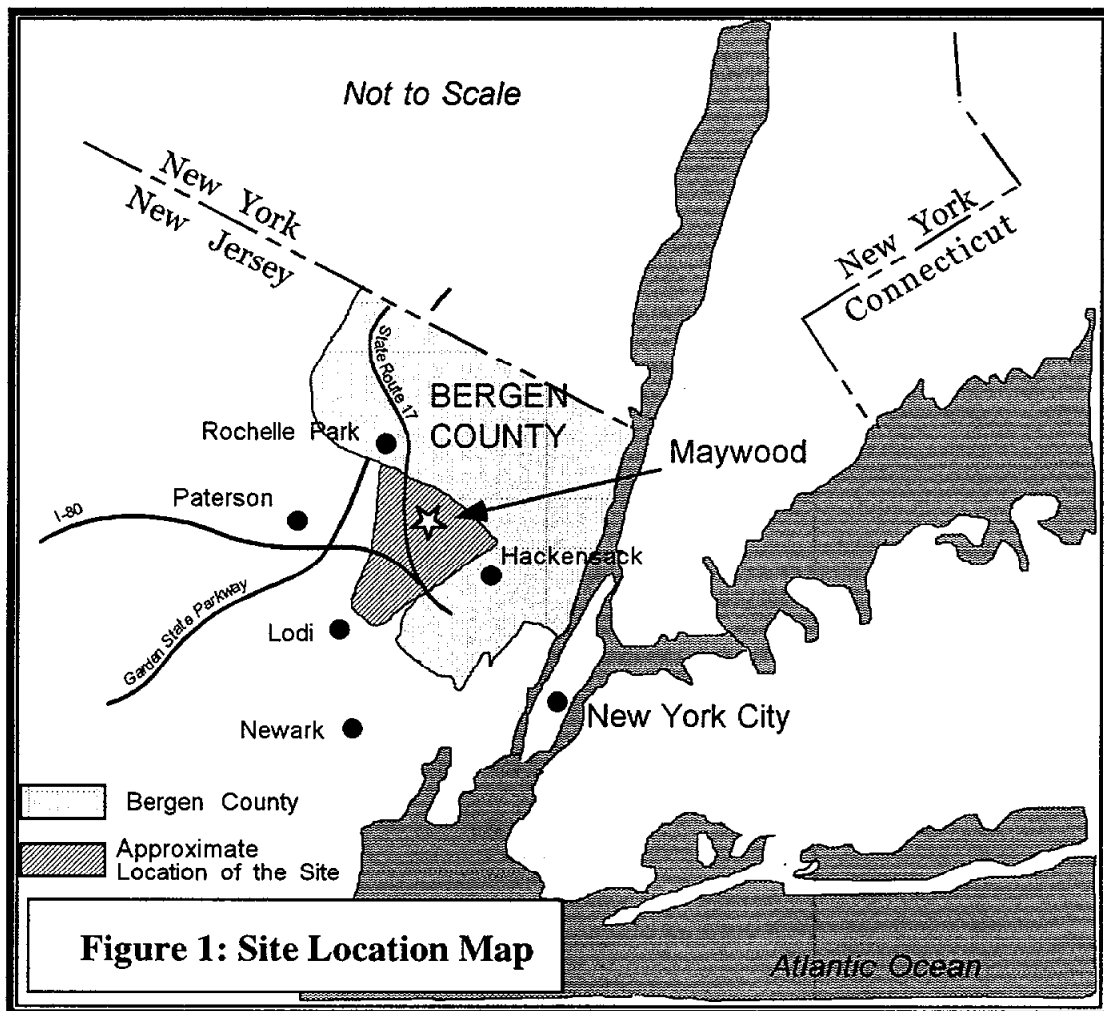 Not to Scale
New York
New Jersey
New York
Connecticut
State Route 17
BERGEN
COUNTY
Rochelle Park
Maywood
Paterson
I-80
Hackensack
Garden State Parkway
Lodi
New York City
Newark
Bergen County
Approximate
Location of the Site
Figure 1: Site Location Map
Atlantic Ocean